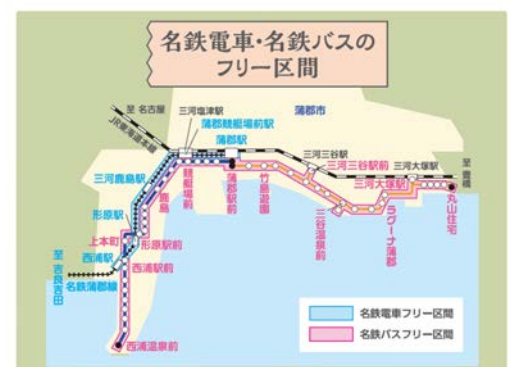 名鉄電車・名鉄バスの
フリー区間
至 名古屋
JR東海道本線
三河塩津駅
蒲郡市
蒲郡競艇場前駅
蒲郡駅
三河三谷駅
三河三谷駅前
三河大塚駅
三河大塚駅
至 豊橋
三河鹿島駅
鹿島
競艇場前
蒲郡駅前
竹島遊園
三谷温泉前
ラグーナ蒲郡
丸山住宅
形原駅
上本町
形原駅前
西浦駅
西浦駅前
至 吉良吉田
名鉄蒲郡線
西浦温泉前
名鉄電車フリー区間
名鉄バスフリー区間